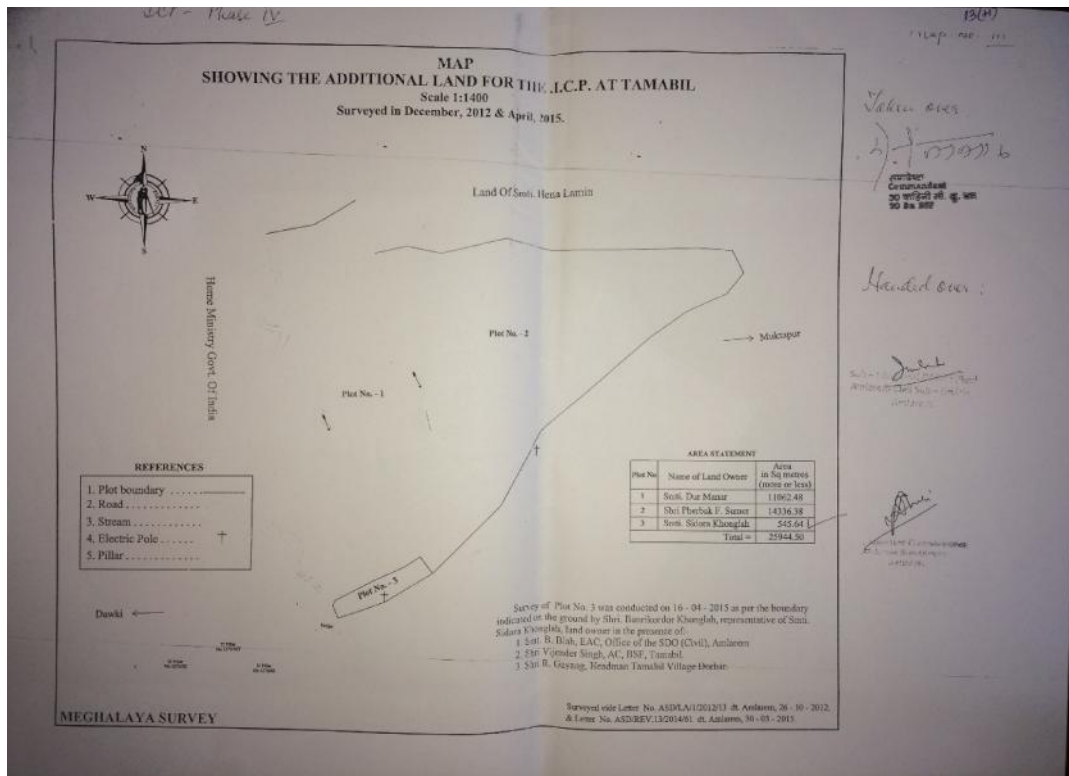 ICP - Phase IV
Map no. III
MAP
SHOWING THE ADDITIONAL LAND FOR THE .I.C.P. AT TAMABIL
Scale 1:1400
Surveyed in December, 2012 & April, 2015.
N
W
E
S
Land Of Smti. Hena Lamin
Home Ministry Govt. Of India
Plot No. - 2
Muktapur
Plot No. - 1
REFERENCES
1. Plot boundary
2. Road
3. Stream
4. Electric Pole
5. Pillar
AREA STATEMENT
Plot No Name of Land Owner Area in Sq metres (more or less)
1 Smti. Dur Manar 11062.48
2 Shri Pherbak F. Sumer 14336.38
3 Smti. Sidora Khonglah 545.64
Total = 25944.50
Plot No. - 3
Dawki
Survey of Plot No. 3 was conducted on 16 - 04 - 2015 as per the boundary
indicated on the ground by Shri. Banrikordor Khonglah, representative of Smti.
Sidora Khonglah, land owner in the presence of:
1. Smt. B. Blah, EAC, Office of the SDO (Civil), Amlarem
2. Shri Vijender Singh, AC, BSF, Tamabil
3. Shri R. Gayang, Headman Tamabil Village Dorbar
MEGHALAYA SURVEY
Surveyed vide Letter No. ASD/LA/1/2012/13 dt. Amlarem, 26 - 10 - 2012,
& Letter No. ASD/REV.13/2014/61 dt. Amlarem, 30 - 03 - 2015.
Taken over
Commandant
90 Bn BSF
Handed over :